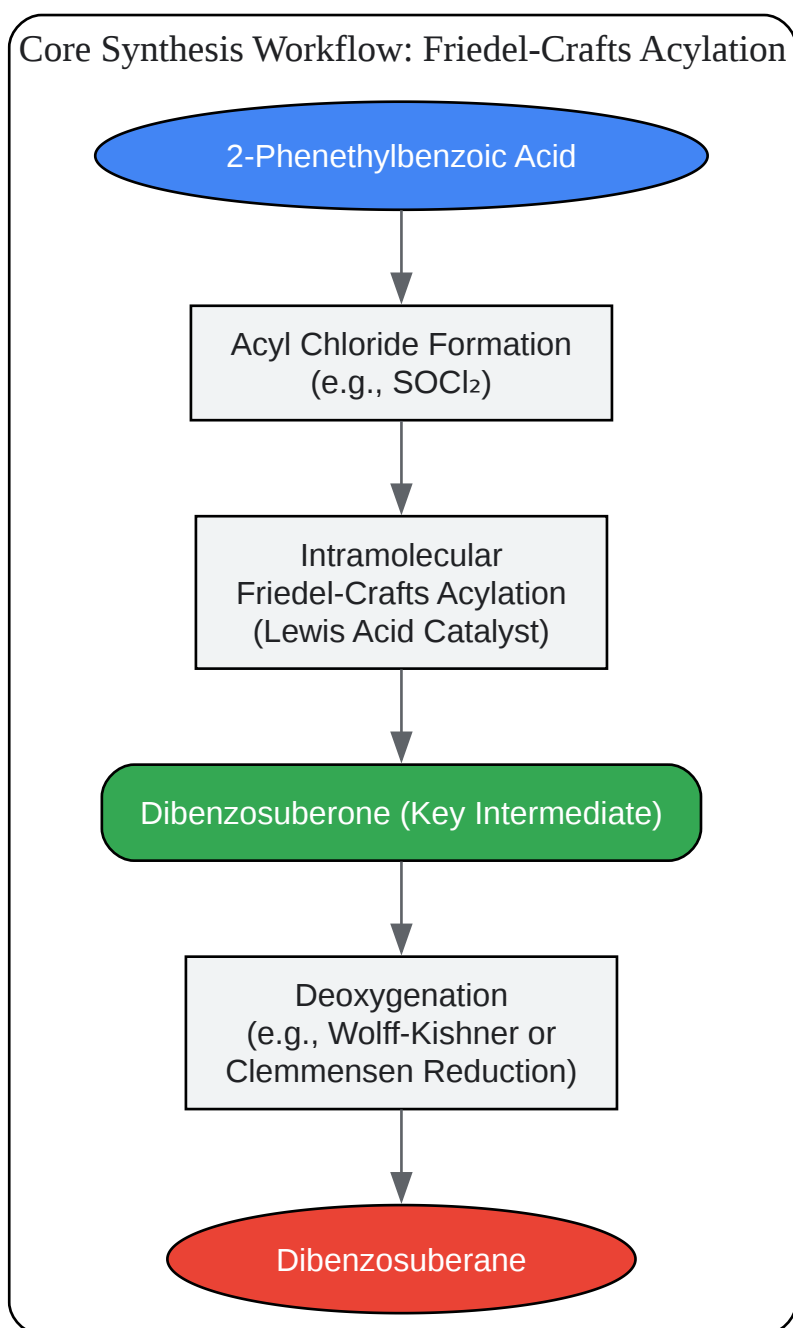 Core Synthesis Workflow: Friedel-Crafts Acylation
2-Phenethylbenzoic Acid
Acyl Chloride Formation
(e.g., SOCl₂)
Intramolecular
Friedel-Crafts Acylation
(Lewis Acid Catalyst)
Dibenzosuberone (Key Intermediate)
Deoxygenation
(e.g., Wolff-Kishner or
Clemmensen Reduction)
Dibenzosuberane